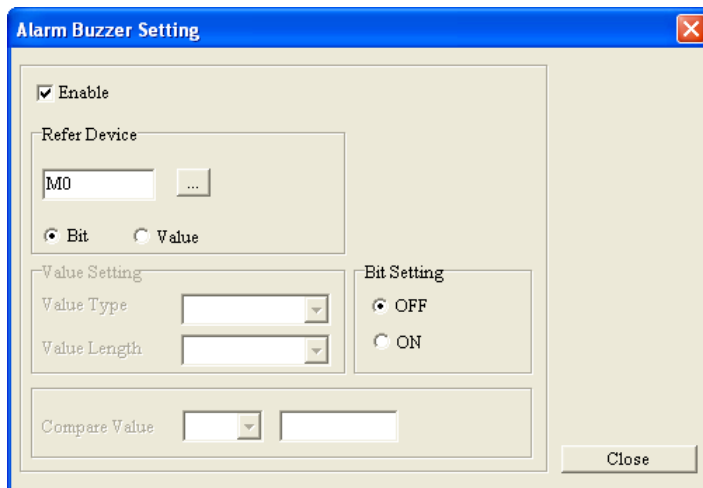 Alarm Buzzer Setting
Enable
Refer Device
M0
...
Bit Value
Value Setting
Value Type
Value Length
Bit Setting
OFF
ON
Compare Value
Close